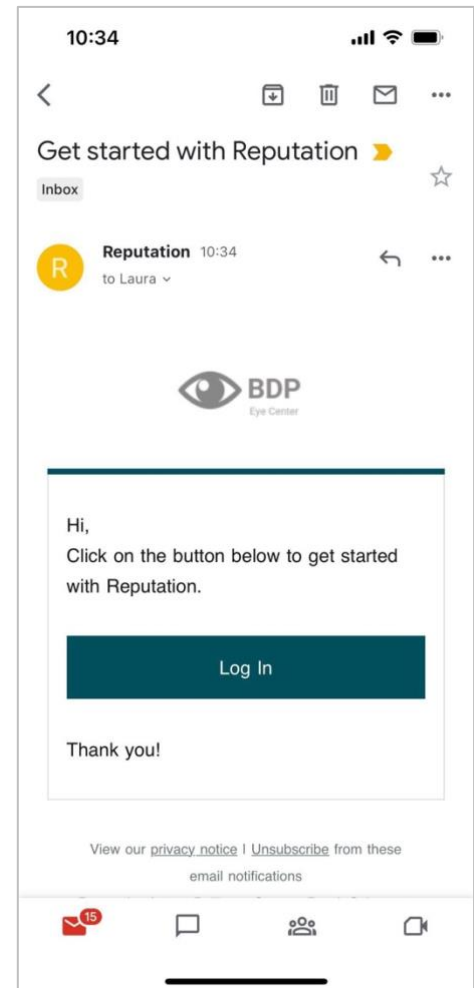 10:34
Get started with Reputation
Inbox
R
Reputation 10:34
to Laura
BDP
Eye Center
Hi,
Click on the button below to get started
with Reputation.
Log In
Thank you!
View our privacy notice | Unsubscribe from these
email notifications
15